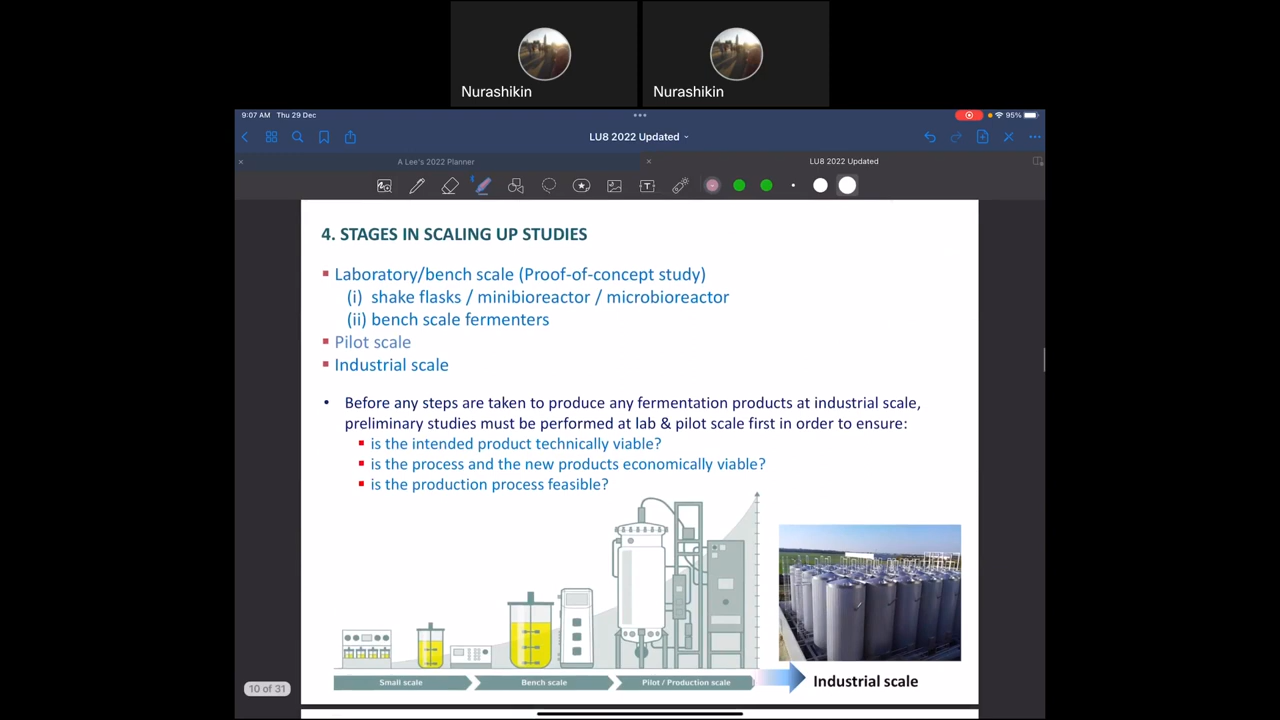 Nurashikin
Nurashikin
9:07 AM Thu 29 Dec
95%
LU8 2022 Updated
A Lee's 2022 Planner
LU8 2022 Updated
4. STAGES IN SCALING UP STUDIES
Laboratory/bench scale (Proof-of-concept study)
(i) shake flasks / minibioreactor / microbioreactor
(ii) bench scale fermenters
Pilot scale
Industrial scale
Before any steps are taken to produce any fermentation products at industrial scale,
preliminary studies must be performed at lab & pilot scale first in order to ensure:
is the intended product technically viable?
is the process and the new products economically viable?
is the production process feasible?
Small scale
Bench scale
Pilot / Production scale
Industrial scale
10 of 31